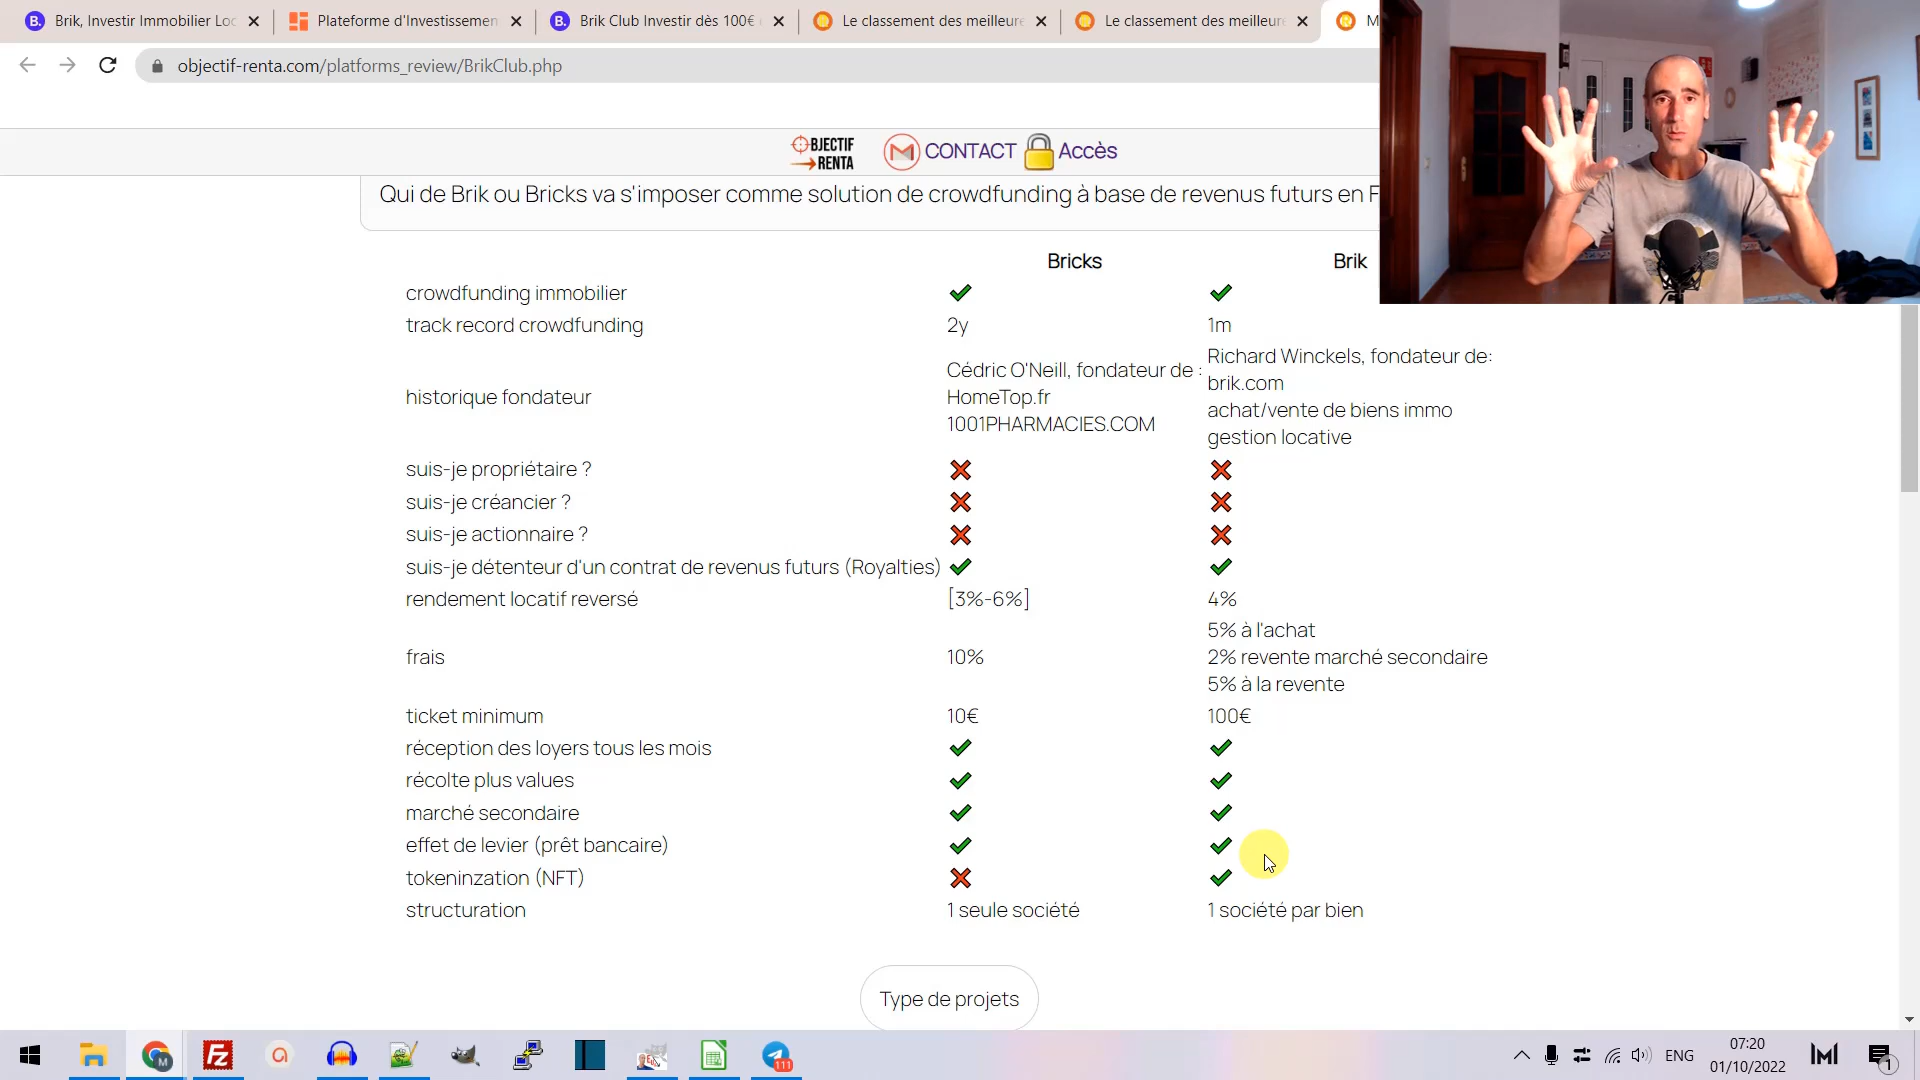 Brik, Investir Immobilier Loc
Plateforme d'Investissemen
Brik Club Investir dès 100€
Le classement des meilleure
Le classement des meilleure
M
objectif-renta.com/platforms_review/BrikClub.php
OBJECTIF RENTA
CONTACT
Accès
Qui de Brik ou Bricks va s'imposer comme solution de crowdfunding à base de revenus futurs en F
Bricks Brik
crowdfunding immobilier
track record crowdfunding 2y 1m
historique fondateur
Cédric O'Neill, fondateur de :
HomeTop.fr
1001PHARMACIES.COM
Richard Winckels, fondateur de:
brik.com
achat/vente de biens immo
gestion locative
suis-je propriétaire ?
suis-je créancier ?
suis-je actionnaire ?
suis-je détenteur d'un contrat de revenus futurs (Royalties)
rendement locatif reversé [3%-6%] 4%
frais 10%
5% à l'achat
2% revente marché secondaire
5% à la revente
ticket minimum 10€ 100€
réception des loyers tous les mois
récolte plus values
marché secondaire
effet de levier (prêt bancaire)
tokeninzation (NFT)
structuration 1 seule société 1 société par bien
Type de projets
111
ENG
07:20
01/10/2022
1